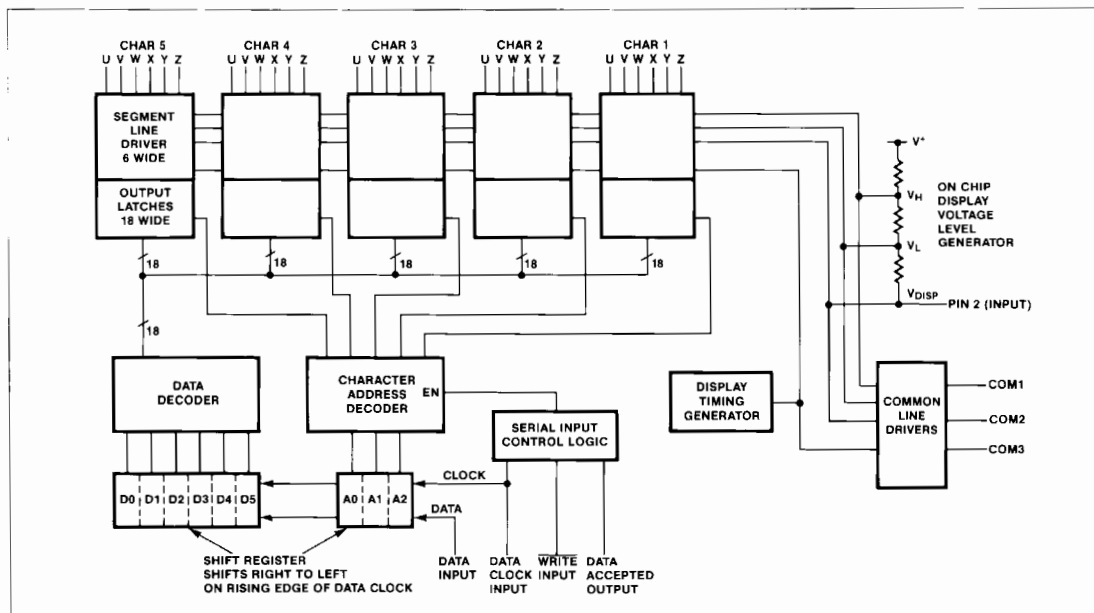 CHAR 5 CHAR 4 CHAR 3 CHAR 2 CHAR 1
U V W X Y Z U V W X Y Z U V W X Y Z U V W X Y Z U V W X Y Z
SEGMENT
LINE
DRIVER
6 WIDE
OUTPUT
LATCHES
18 WIDE
V+
VH
VL
VDISP
ON CHIP
DISPLAY
VOLTAGE
LEVEL
GENERATOR
PIN 2 (INPUT)
18 18 18 18 18
18
DATA
DECODER
CHARACTER
ADDRESS
DECODER
EN
DISPLAY
TIMING
GENERATOR
COMMON
LINE
DRIVERS
COM1
COM2
COM3
SERIAL INPUT
CONTROL LOGIC
D0 D1 D2 D3 D4 D5
A0 A1 A2
CLOCK
DATA
SHIFT REGISTER
SHIFTS RIGHT TO LEFT
ON RISING EDGE OF DATA CLOCK
DATA
INPUT
DATA
CLOCK
INPUT
WRITE
INPUT
DATA
ACCEPTED
OUTPUT